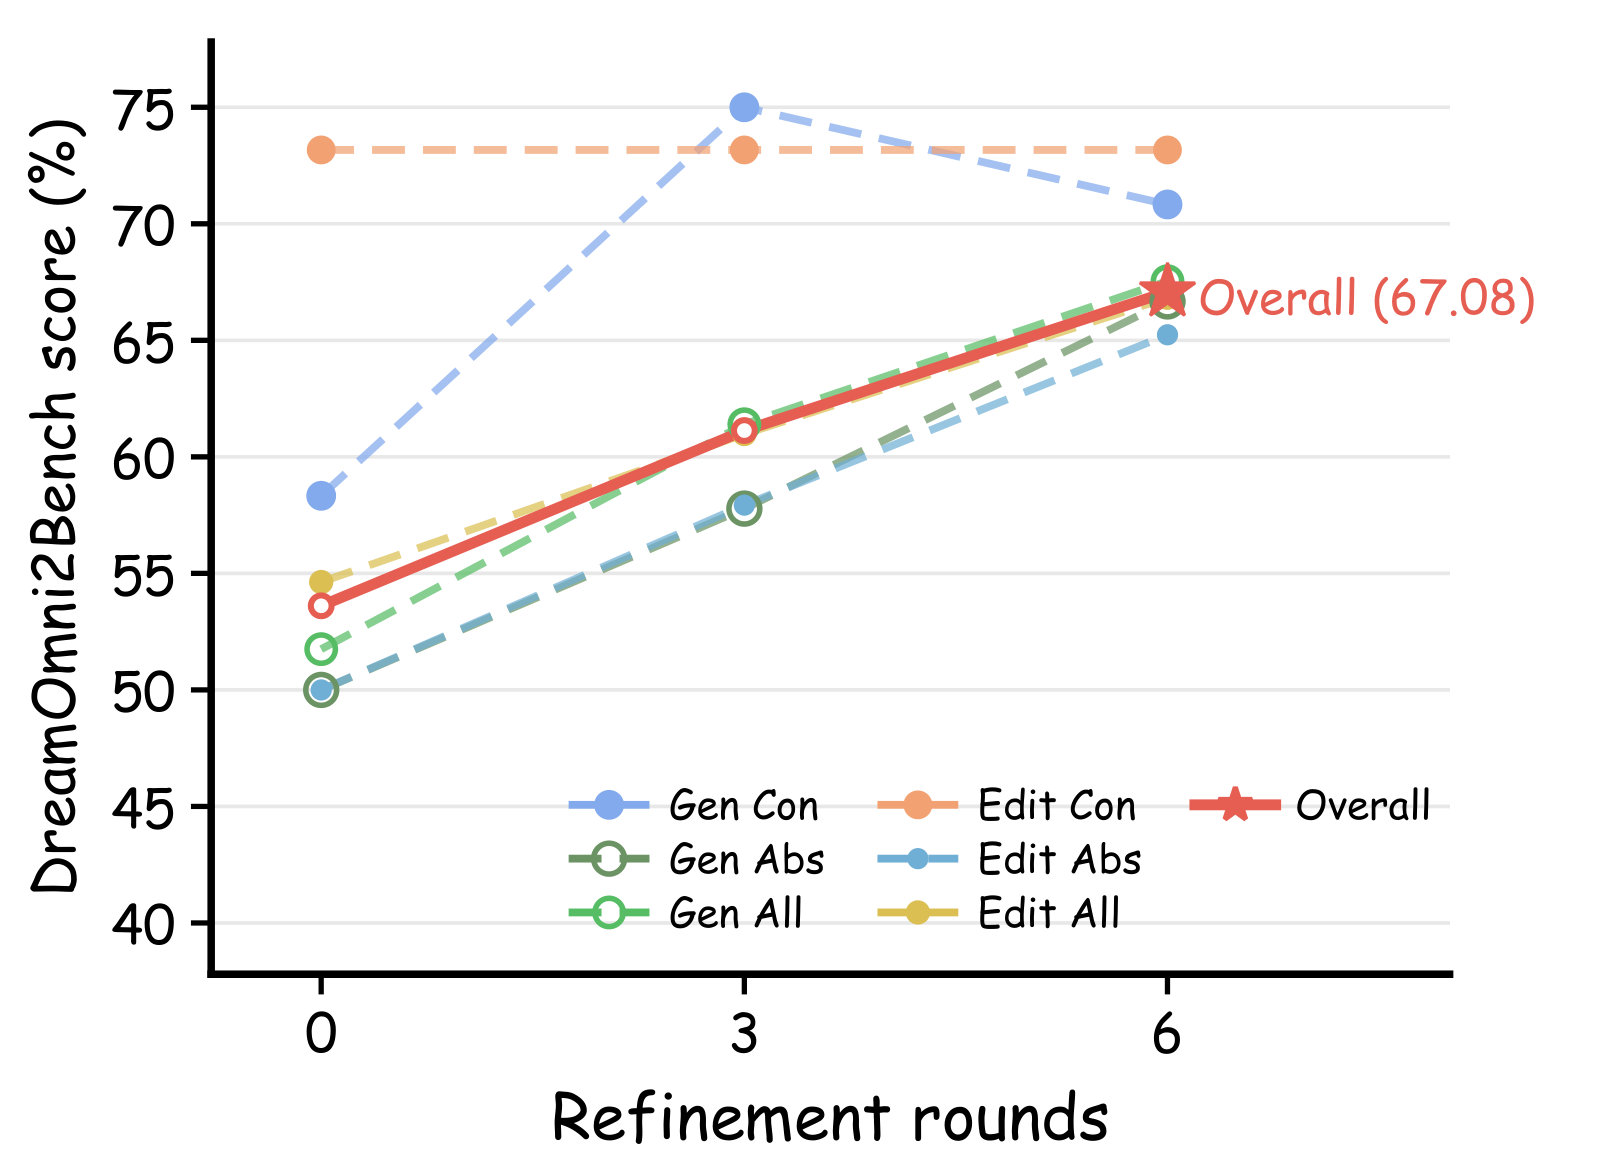 DreamOmni2Bench score (%)
75
70
65
60
55
50
45
40
Overall (67.08)
Gen Con
Edit Con
Overall
Gen Abs
Edit Abs
Gen All
Edit All
0
3
6
Refinement rounds